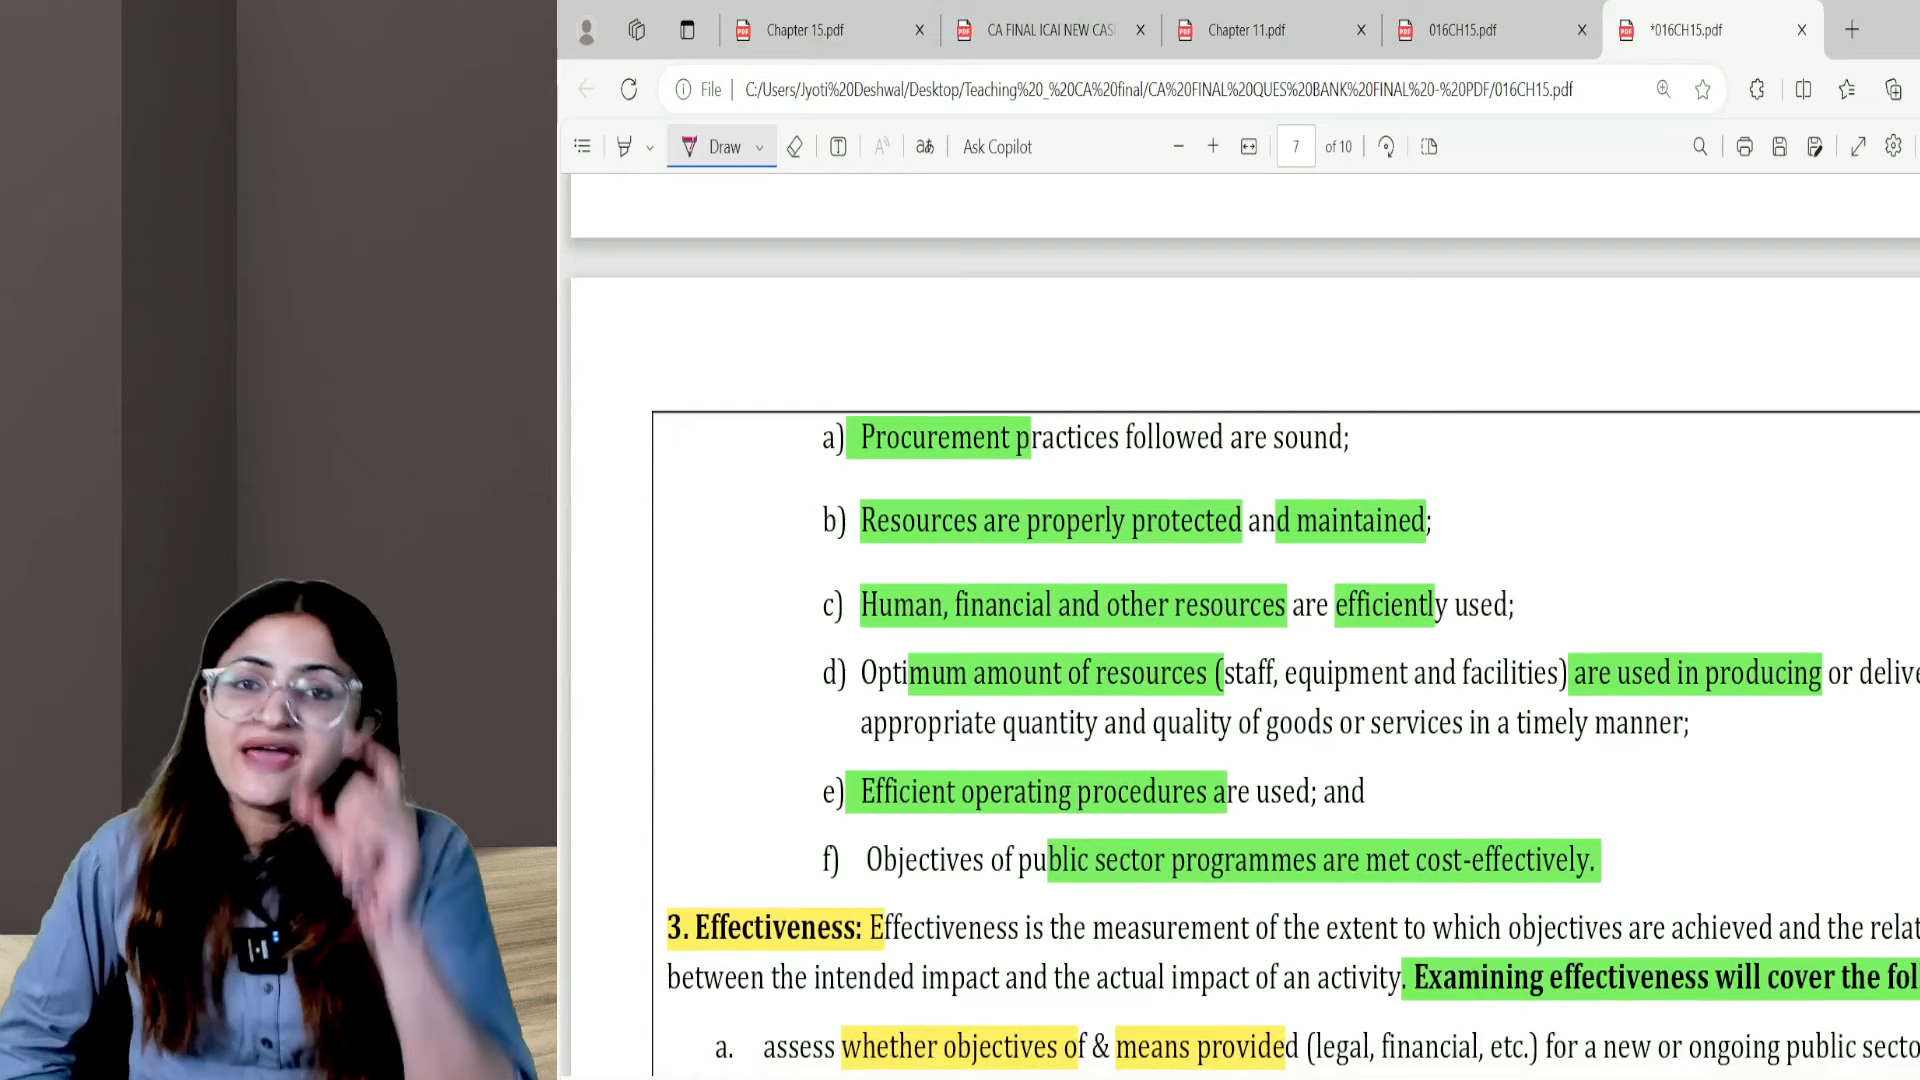 Chapter 15.pdf
CA FINAL ICAI NEW CAS
Chapter 11.pdf
016CH15.pdf
*016CH15.pdf
File
C:/Users/Jyoti%20Deshwal/Desktop/Teaching%20_%20CA%20final/CA%20FINAL%20QUES%20BANK%20FINAL%20-%20PDF/016CH15.pdf
Draw
Ask Copilot
7 of 10
a) Procurement practices followed are sound;
b) Resources are properly protected and maintained;
c) Human, financial and other resources are efficiently used;
d) Optimum amount of resources (staff, equipment and facilities) are used in producing or delive
appropriate quantity and quality of goods or services in a timely manner;
e) Efficient operating procedures are used; and
f) Objectives of public sector programmes are met cost-effectively.
3. Effectiveness: Effectiveness is the measurement of the extent to which objectives are achieved and the relat
between the intended impact and the actual impact of an activity. Examining effectiveness will cover the fol
a. assess whether objectives of & means provided (legal, financial, etc.) for a new or ongoing public secto